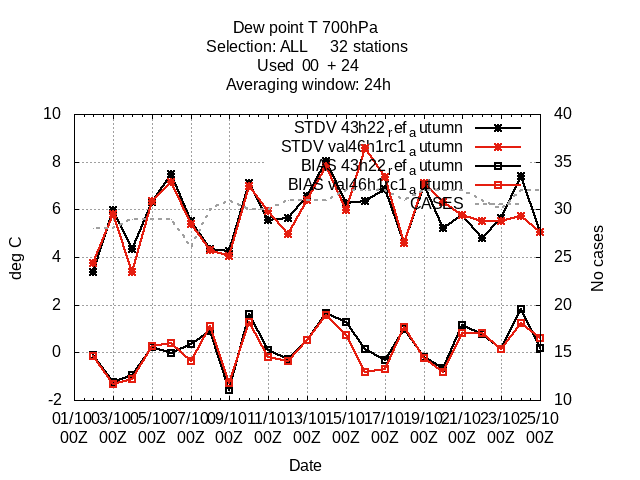 Dew point T 700hPa
Selection: ALL 32 stations
Used 00 + 24
Averaging window: 24h
STDV 43h22_ref_autumn
STDV val46h1rc1_autumn
BIAS 43h22_ref_autumn
BIAS val46h1rc1_autumn
CASES
deg C
10
8
6
4
2
0
-2
No cases
40
35
30
25
20
15
10
01/10 03/10 05/10 07/10 09/10 11/10 13/10 15/10 17/10 19/10 21/10 23/10 25/10
00Z 00Z 00Z 00Z 00Z 00Z 00Z 00Z 00Z 00Z 00Z 00Z 00Z
Date